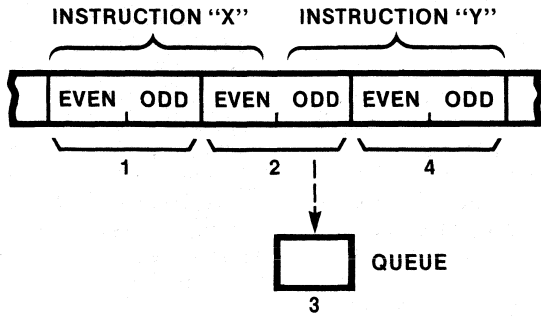 INSTRUCTION “X” INSTRUCTION “Y”
EVEN ODD EVEN ODD EVEN ODD
1 2 4
QUEUE
3